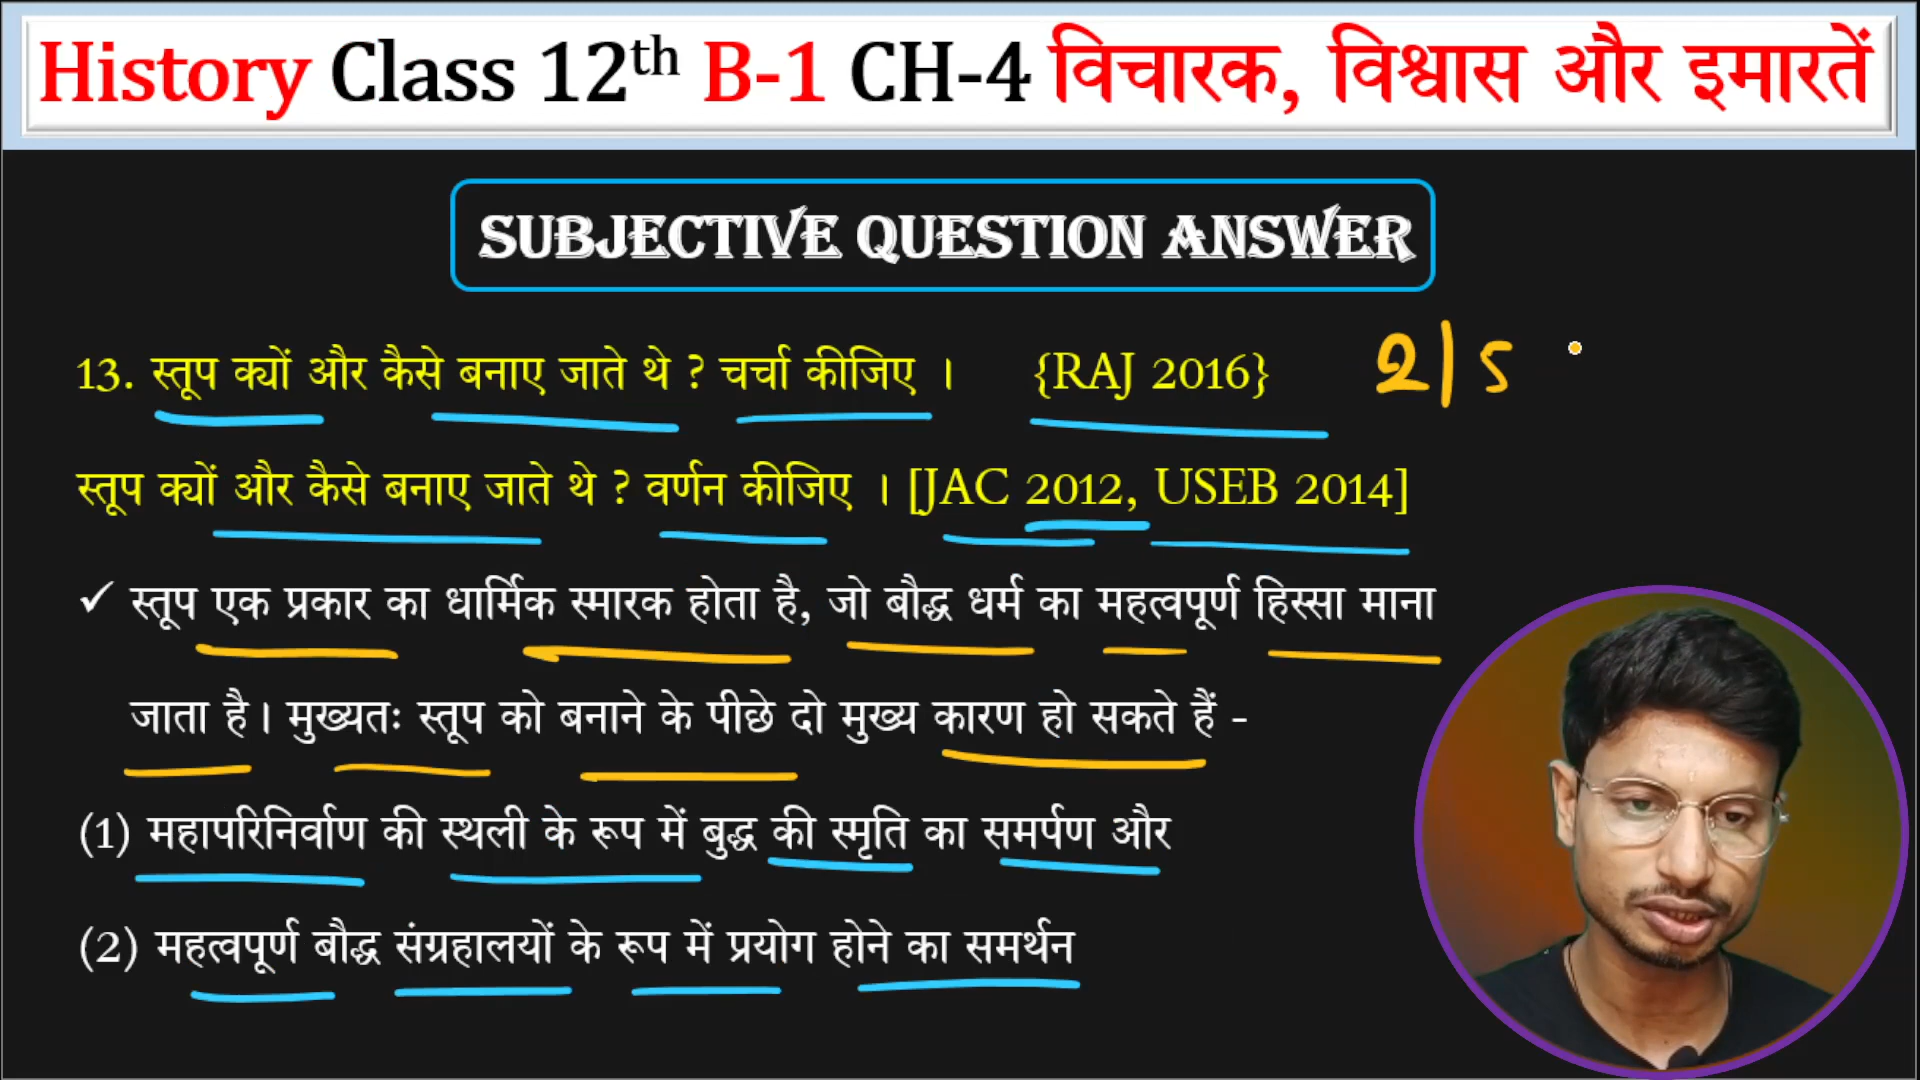 History Class 12th B-1 CH-4 विचारक, विश्वास और इमारतें
SUBJECTIVE QUESTION ANSWER
13. स्तूप क्यों और कैसे बनाए जाते थे ? चर्चा कीजिए । {RAJ 2016} 2|5
स्तूप क्यों और कैसे बनाए जाते थे ? वर्णन कीजिए । [JAC 2012, USEB 2014]
✓ स्तूप एक प्रकार का धार्मिक स्मारक होता है, जो बौद्ध धर्म का महत्वपूर्ण हिस्सा माना
जाता है। मुख्यतः स्तूप को बनाने के पीछे दो मुख्य कारण हो सकते हैं -
(1) महापरिनिर्वाण की स्थली के रूप में बुद्ध की स्मृति का समर्पण और
(2) महत्वपूर्ण बौद्ध संग्रहालयों के रूप में प्रयोग होने का समर्थन